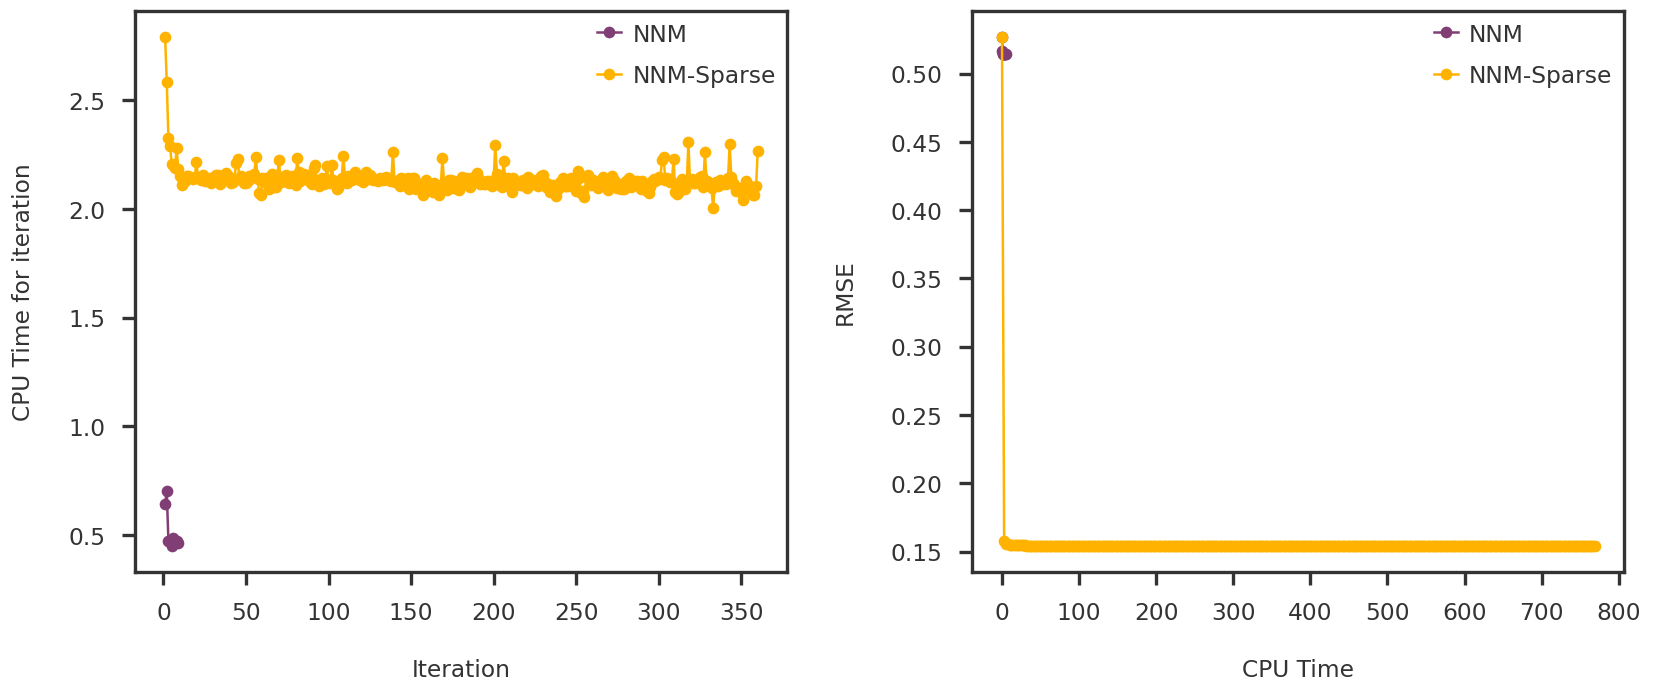 CPU Time for iteration
2.5
2.0
1.5
1.0
0.5
0 50 100 150 200 250 300 350
Iteration
NNM
NNM-Sparse
RMSE
0.50
0.45
0.40
0.35
0.30
0.25
0.20
0.15
0 100 200 300 400 500 600 700 800
CPU Time
NNM
NNM-Sparse